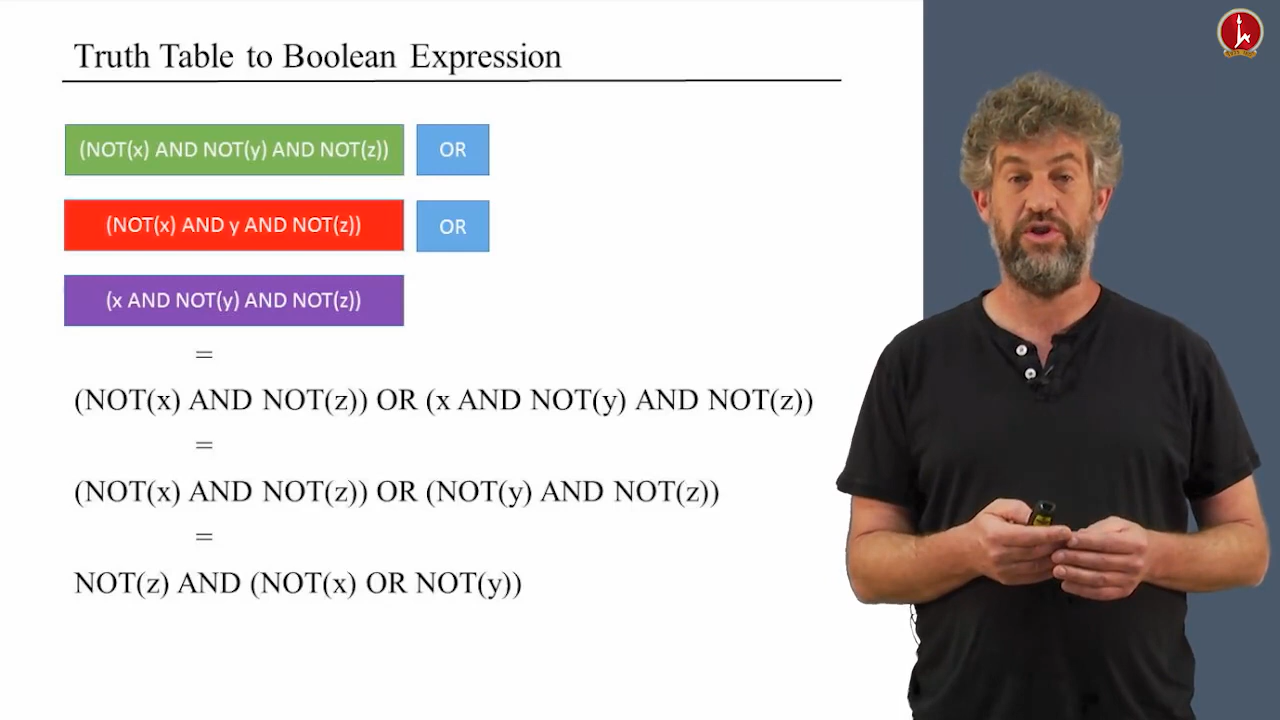 Truth Table to Boolean Expression
(NOT(x) AND NOT(y) AND NOT(z)) OR
(NOT(x) AND y AND NOT(z)) OR
(x AND NOT(y) AND NOT(z))
=
(NOT(x) AND NOT(z)) OR (x AND NOT(y) AND NOT(z))
=
(NOT(x) AND NOT(z)) OR (NOT(y) AND NOT(z))
=
NOT(z) AND (NOT(x) OR NOT(y))